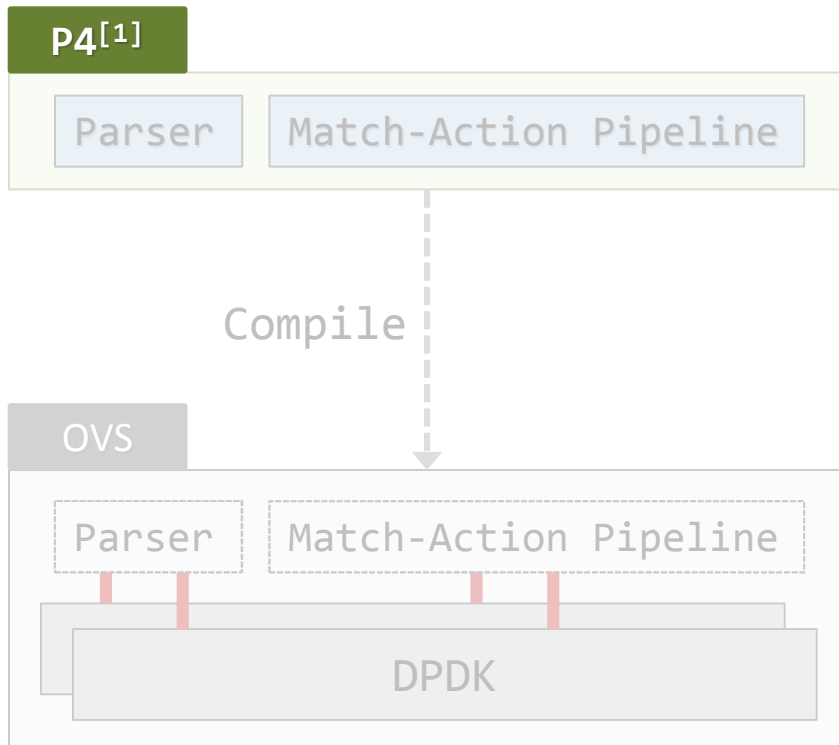 P4[1]
Parser Match-Action Pipeline
Compile
OVS
Parser Match-Action Pipeline
DPDK